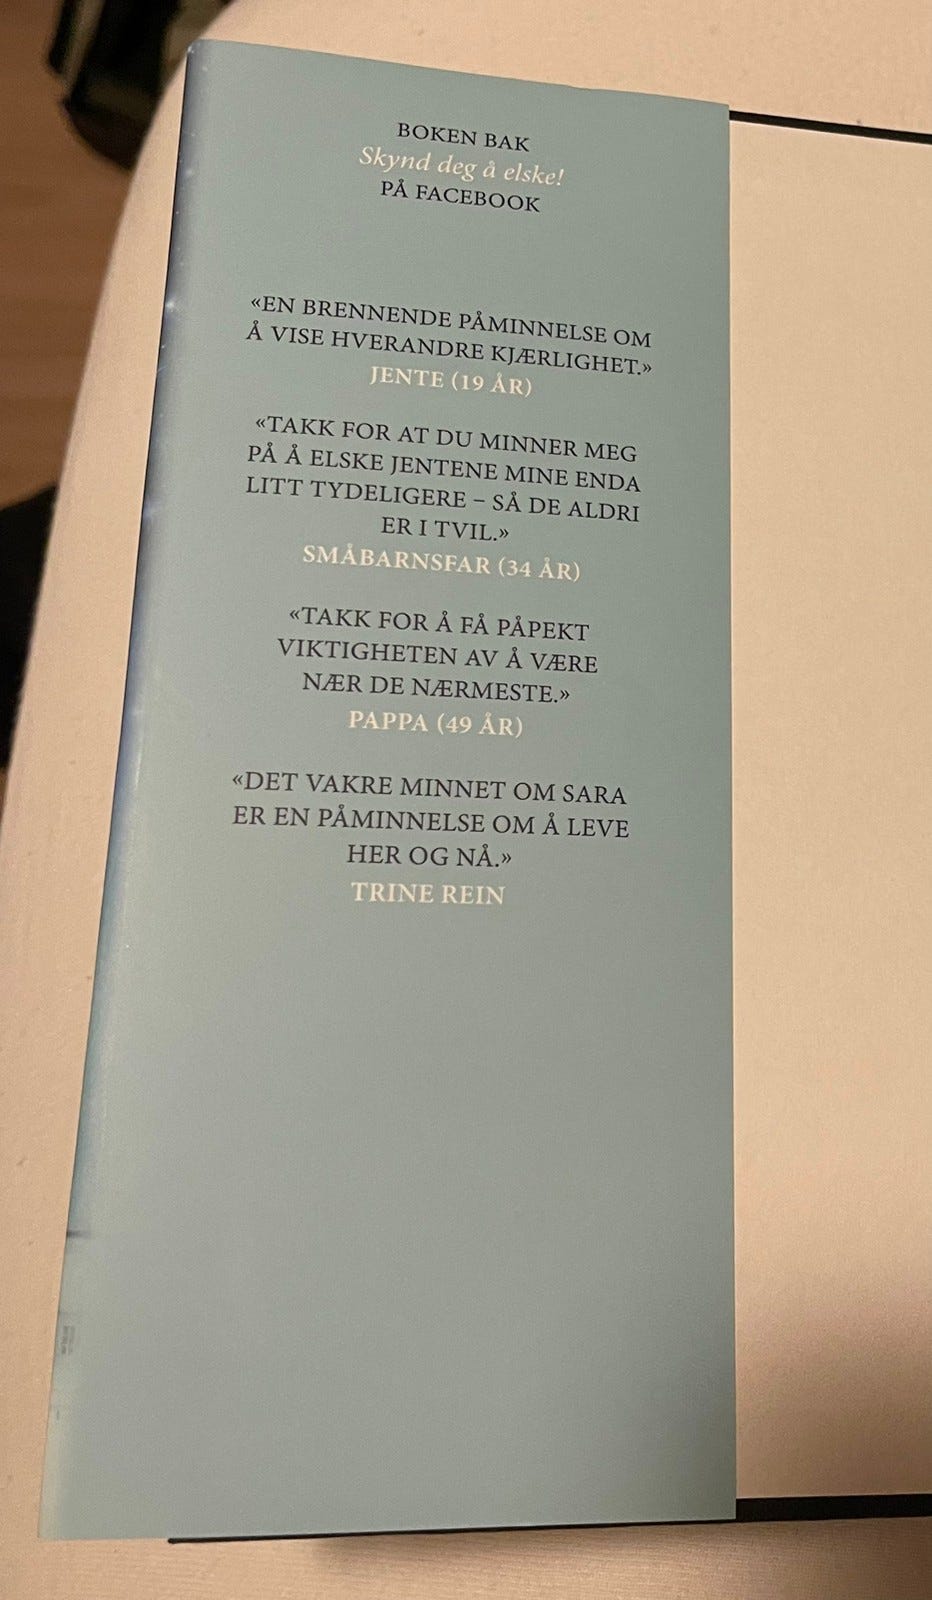 BOKEN BAK
Skynd deg å elske!
PÅ FACEBOOK
«EN BRENNENDE PÅMINNELSE OM
Å VISE HVERANDRE KJÆRLIGHET.»
JENTE (19 ÅR)
«TAKK FOR AT DU MINNER MEG
PÅ Å ELSKE JENTENE MINE ENDA
LITT TYDELIGERE – SÅ DE ALDRI
ER I TVIL.»
SMÅBARNSFAR (34 ÅR)
«TAKK FOR Å FÅ PÅPEKT
VIKTIGHETEN AV Å VÆRE
NÆR DE NÆRMESTE.»
PAPPA (49 ÅR)
«DET VAKRE MINNET OM SARA
ER EN PÅMINNELSE OM Å LEVE
HER OG NÅ.»
TRINE REIN